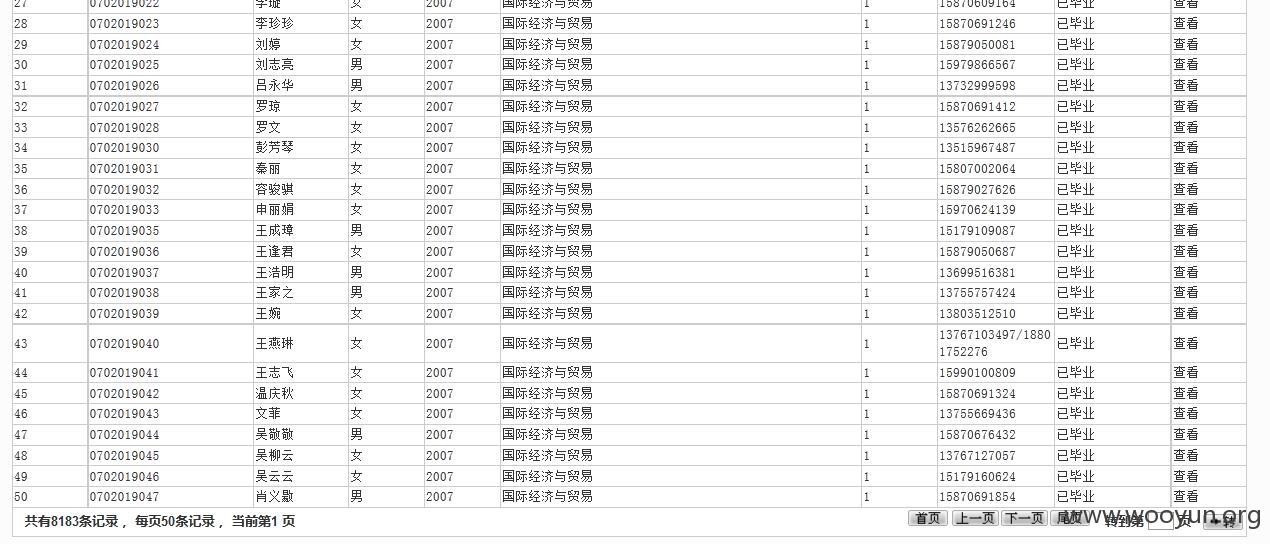 27 0702019022 李璇 女 2007 国际经济与贸易 1 15870609164 已毕业 查看
28 0702019023 李珍珍 女 2007 国际经济与贸易 1 15870691246 已毕业 查看
29 0702019024 刘婷 女 2007 国际经济与贸易 1 15879050081 已毕业 查看
30 0702019025 刘志亮 男 2007 国际经济与贸易 1 15979866567 已毕业 查看
31 0702019026 吕永华 男 2007 国际经济与贸易 1 13732999598 已毕业 查看
32 0702019027 罗琼 女 2007 国际经济与贸易 1 15870691412 已毕业 查看
33 0702019028 罗文 女 2007 国际经济与贸易 1 13576262665 已毕业 查看
34 0702019030 彭芳琴 女 2007 国际经济与贸易 1 13515967487 已毕业 查看
35 0702019031 秦丽 女 2007 国际经济与贸易 1 15807002064 已毕业 查看
36 0702019032 容骏骐 女 2007 国际经济与贸易 1 15879027626 已毕业 查看
37 0702019033 申丽娟 女 2007 国际经济与贸易 1 15970624139 已毕业 查看
38 0702019035 王成璋 男 2007 国际经济与贸易 1 15179109087 已毕业 查看
39 0702019036 王逢君 女 2007 国际经济与贸易 1 15879050687 已毕业 查看
40 0702019037 王浩明 男 2007 国际经济与贸易 1 13699516381 已毕业 查看
41 0702019038 王家之 男 2007 国际经济与贸易 1 13755757424 已毕业 查看
42 0702019039 王婉 女 2007 国际经济与贸易 1 13803512510 已毕业 查看
43 0702019040 王燕琳 女 2007 国际经济与贸易 1 13767103497/1880
1752276 已毕业 查看
44 0702019041 王志飞 女 2007 国际经济与贸易 1 15990100809 已毕业 查看
45 0702019042 温庆秋 女 2007 国际经济与贸易 1 15870691324 已毕业 查看
46 0702019043 文菲 女 2007 国际经济与贸易 1 13755669436 已毕业 查看
47 0702019044 吴敬敬 男 2007 国际经济与贸易 1 15870676432 已毕业 查看
48 0702019045 吴柳云 女 2007 国际经济与贸易 1 13767127057 已毕业 查看
49 0702019046 吴云云 女 2007 国际经济与贸易 1 15179160624 已毕业 查看
50 0702019047 肖义勋 男 2007 国际经济与贸易 1 15870691854 已毕业 查看
共有8183条记录 ，每页50条记录 ，当前第1 页 首页 上一页 下一页 尾页 转到第 页 转
www.wooyun.org